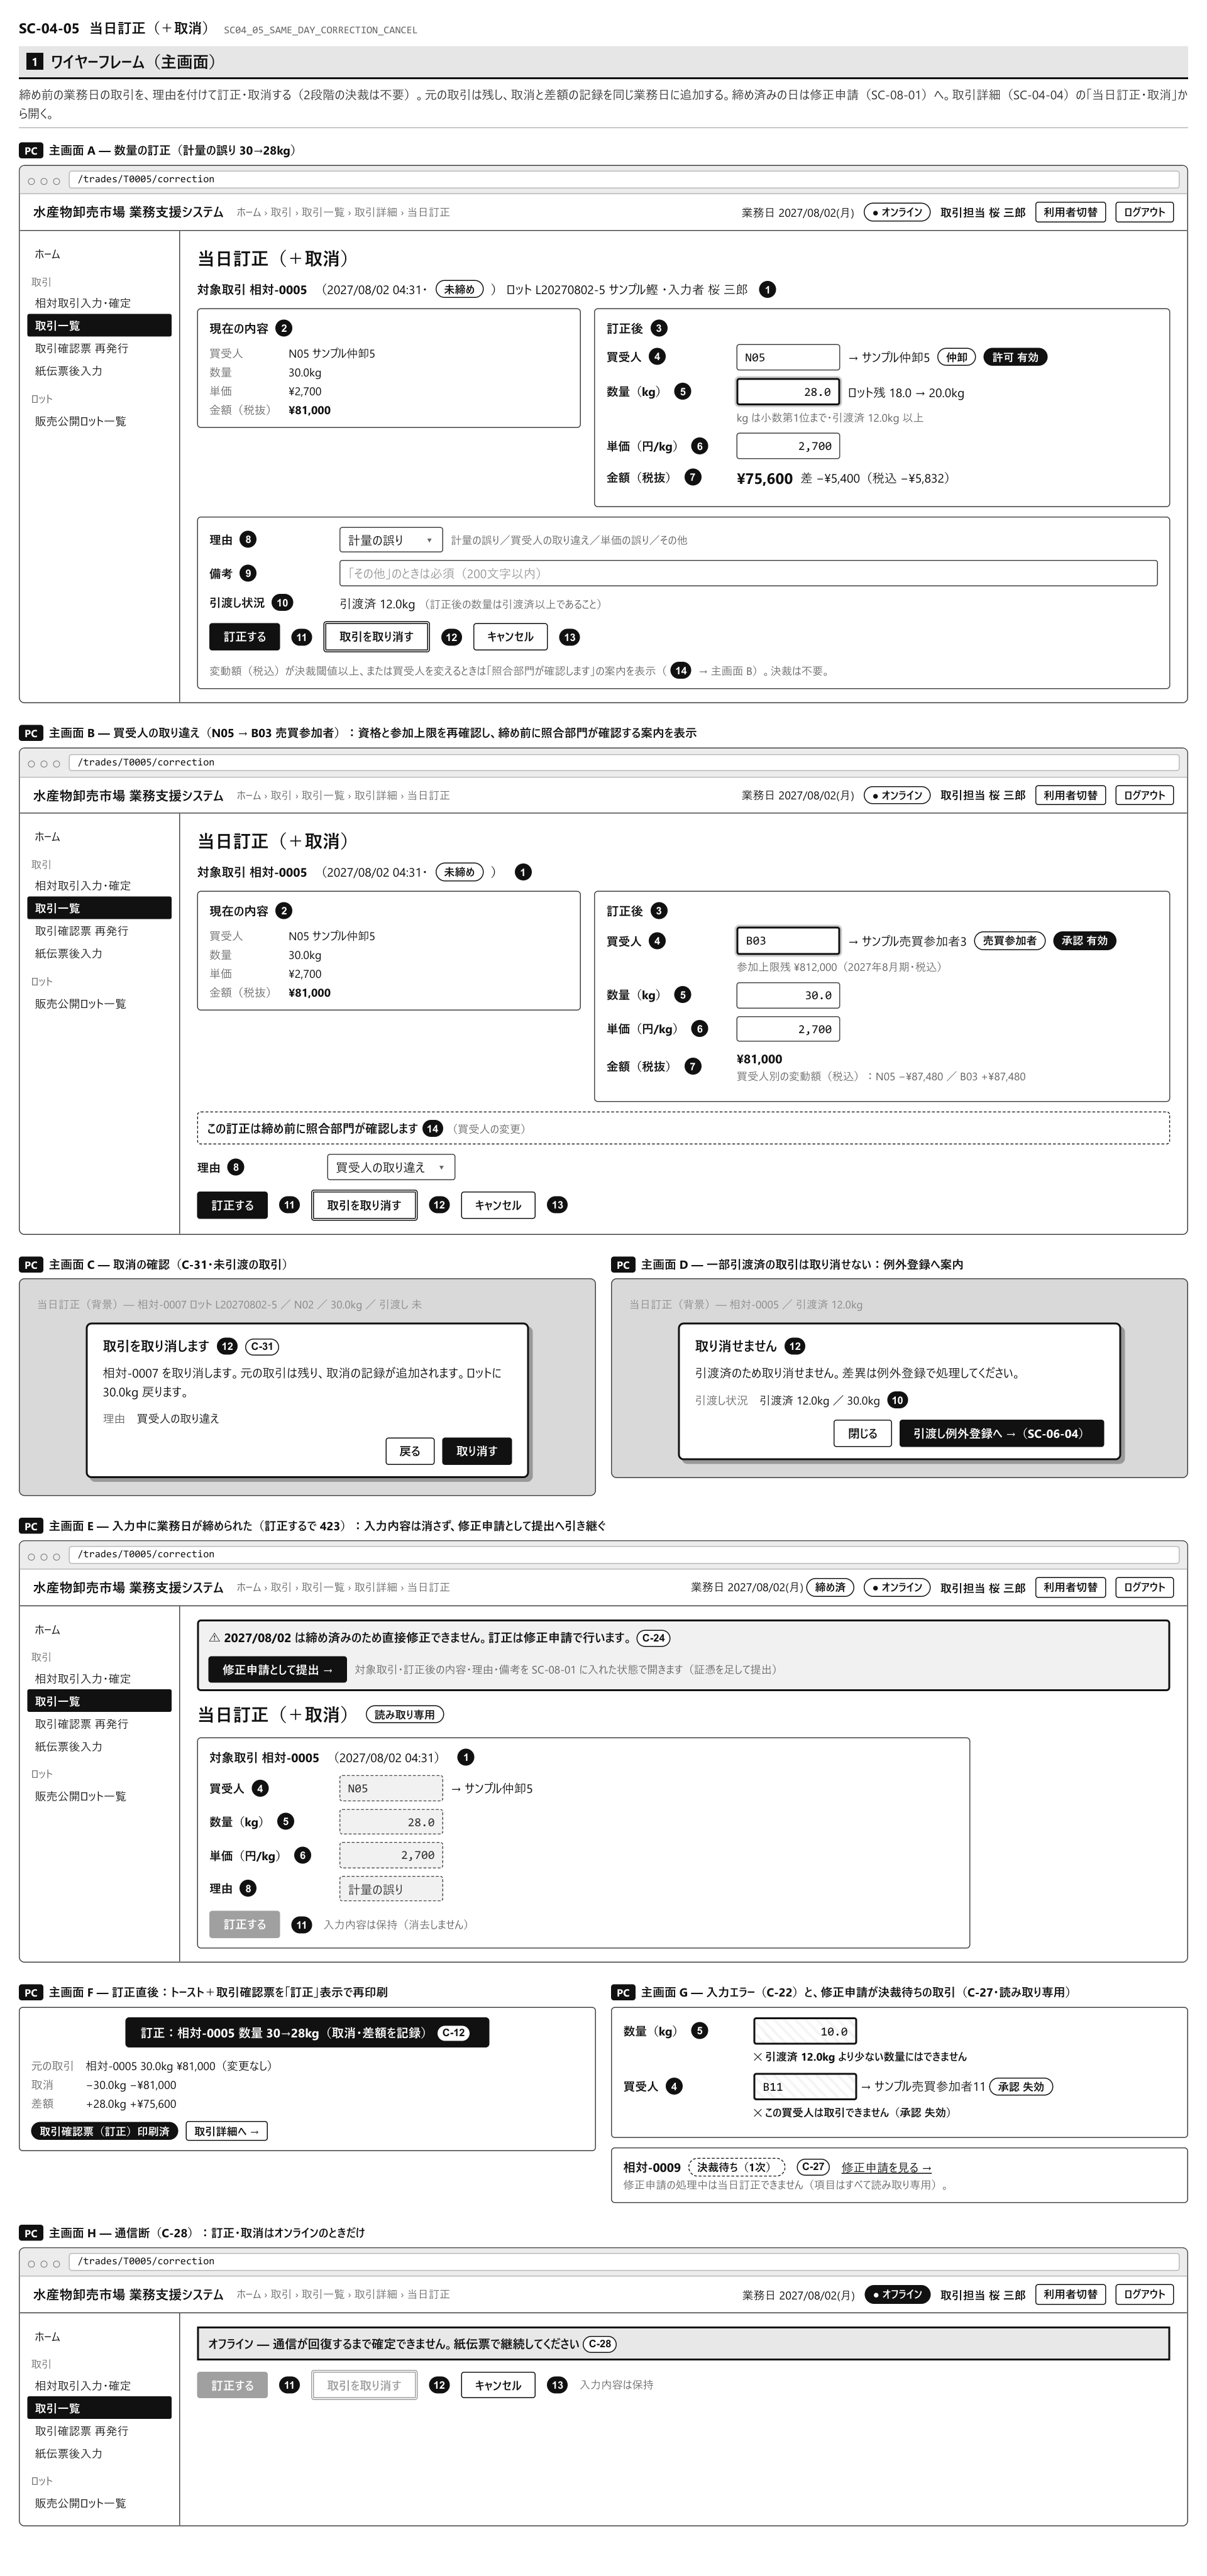 SC-04-05 当日訂正（＋取消） SC04_05_SAME_DAY_CORRECTION_CANCEL
1 ワイヤーフレーム（主画面）
締め前の業務日の取引を、理由を付けて訂正・取消する（2段階の決裁は不要）。元の取引は残し、取消と差額の記録を同じ業務日に追加する。締め済みの日は修正申請（SC-08-01）へ。取引詳細（SC-04-04）の「当日訂正・取消」か
ら開く。
PC 主画面 A — 数量の訂正（計量の誤り 30→28kg）
/trades/T0005/correction
水産物卸売市場 業務支援システム ホーム › 取引 › 取引一覧 › 取引詳細 › 当日訂正 業務日 2027/08/02(月) ● オンライン 取引担当 桜 三郎 利用者切替 ログアウト
ホーム
取引
相対取引入力・確定
取引一覧
取引確認票 再発行
紙伝票後入力
ロット
販売公開ロット一覧
当日訂正（＋取消）
対象取引 相対-0005 （2027/08/02 04:31・ 未締め ） ロット L20270802-5 サンプル鰹 ・入力者 桜 三郎 1
現在の内容 2
買受人 N05 サンプル仲卸5
数量 30.0kg
単価 ¥2,700
金額（税抜） ¥81,000
訂正後 3
買受人 4 N05 → サンプル仲卸5 仲卸 許可 有効
数量（kg） 5 28.0 ロット残 18.0 → 20.0kg
kg は小数第1位まで・引渡済 12.0kg 以上
単価（円/kg） 6 2,700
金額（税抜） 7 ¥75,600 差 −¥5,400（税込 −¥5,832）
理由 8 計量の誤り ▾ 計量の誤り／買受人の取り違え／単価の誤り／その他
備考 9 「その他」のときは必須（200文字以内）
引渡し状況 10 引渡済 12.0kg （訂正後の数量は引渡済以上であること）
訂正する 11 取引を取り消す 12 キャンセル 13
変動額（税込）が決裁閾値以上、または買受人を変えるときは「照合部門が確認します」の案内を表示（ 14 → 主画面 B）。決裁は不要。
PC 主画面 B — 買受人の取り違え（N05 → B03 売買参加者）：資格と参加上限を再確認し、締め前に照合部門が確認する案内を表示
/trades/T0005/correction
水産物卸売市場 業務支援システム ホーム › 取引 › 取引一覧 › 取引詳細 › 当日訂正 業務日 2027/08/02(月) ● オンライン 取引担当 桜 三郎 利用者切替 ログアウト
ホーム
取引
相対取引入力・確定
取引一覧
取引確認票 再発行
紙伝票後入力
ロット
販売公開ロット一覧
当日訂正（＋取消）
対象取引 相対-0005 （2027/08/02 04:31・ 未締め ） 1
現在の内容 2
買受人 N05 サンプル仲卸5
数量 30.0kg
単価 ¥2,700
金額（税抜） ¥81,000
訂正後 3
買受人 4 B03 → サンプル売買参加者3 売買参加者 承認 有効
参加上限残 ¥812,000（2027年8月期・税込）
数量（kg） 5 30.0
単価（円/kg） 6 2,700
金額（税抜） 7 ¥81,000
買受人別の変動額（税込）：N05 −¥87,480 ／ B03 +¥87,480
この訂正は締め前に照合部門が確認します 14 （買受人の変更）
理由 8 買受人の取り違え ▾
訂正する 11 取引を取り消す 12 キャンセル 13
PC 主画面 C — 取消の確認（C-31・未引渡の取引）
当日訂正（背景）— 相対-0007 ロット L20270802-5 ／ N02 ／ 30.0kg ／ 引渡し 未
取引を取り消します 12 C-31
相対-0007 を取り消します。元の取引は残り、取消の記録が追加されます。ロットに
30.0kg 戻ります。
理由 買受人の取り違え
戻る 取り消す
PC 主画面 D — 一部引渡済の取引は取り消せない：例外登録へ案内
当日訂正（背景）— 相対-0005 ／ 引渡済 12.0kg
取り消せません 12
引渡済のため取り消せません。差異は例外登録で処理してください。
引渡し状況 引渡済 12.0kg ／ 30.0kg 10
閉じる 引渡し例外登録へ →（SC-06-04）
PC 主画面 E — 入力中に業務日が締められた（訂正するで 423）：入力内容は消さず、修正申請として提出へ引き継ぐ
/trades/T0005/correction
水産物卸売市場 業務支援システム ホーム › 取引 › 取引一覧 › 取引詳細 › 当日訂正 業務日 2027/08/02(月) 締め済 ● オンライン 取引担当 桜 三郎 利用者切替 ログアウト
ホーム
取引
相対取引入力・確定
取引一覧
取引確認票 再発行
紙伝票後入力
ロット
販売公開ロット一覧
⚠ 2027/08/02 は締め済みのため直接修正できません。訂正は修正申請で行います。 C-24
修正申請として提出 → 対象取引・訂正後の内容・理由・備考を SC-08-01 に入れた状態で開きます（証憑を足して提出）
当日訂正（＋取消） 読み取り専用
対象取引 相対-0005 （2027/08/02 04:31） 1
買受人 4 N05 → サンプル仲卸5
数量（kg） 5 28.0
単価（円/kg） 6 2,700
理由 8 計量の誤り
訂正する 11 入力内容は保持（消去しません）
PC 主画面 F — 訂正直後：トースト＋取引確認票を「訂正」表示で再印刷
訂正：相対-0005 数量 30→28kg（取消・差額を記録） C-12
元の取引 相対-0005 30.0kg ¥81,000（変更なし）
取消 −30.0kg −¥81,000
差額 +28.0kg +¥75,600
取引確認票（訂正）印刷済 取引詳細へ →
PC 主画面 G — 入力エラー（C-22）と、修正申請が決裁待ちの取引（C-27・読み取り専用）
数量（kg） 5 10.0
× 引渡済 12.0kg より少ない数量にはできません
買受人 4 B11 → サンプル売買参加者11 承認 失効
× この買受人は取引できません（承認 失効）
相対-0009 決裁待ち（1次） C-27 修正申請を見る →
修正申請の処理中は当日訂正できません（項目はすべて読み取り専用）。
PC 主画面 H — 通信断（C-28）：訂正・取消はオンラインのときだけ
/trades/T0005/correction
水産物卸売市場 業務支援システム ホーム › 取引 › 取引一覧 › 取引詳細 › 当日訂正 業務日 2027/08/02(月) ● オフライン 取引担当 桜 三郎 利用者切替 ログアウト
ホーム
取引
相対取引入力・確定
取引一覧
取引確認票 再発行
紙伝票後入力
ロット
販売公開ロット一覧
オフライン — 通信が回復するまで確定できません。紙伝票で継続してください C-28
訂正する 11 取引を取り消す 12 キャンセル 13 入力内容は保持